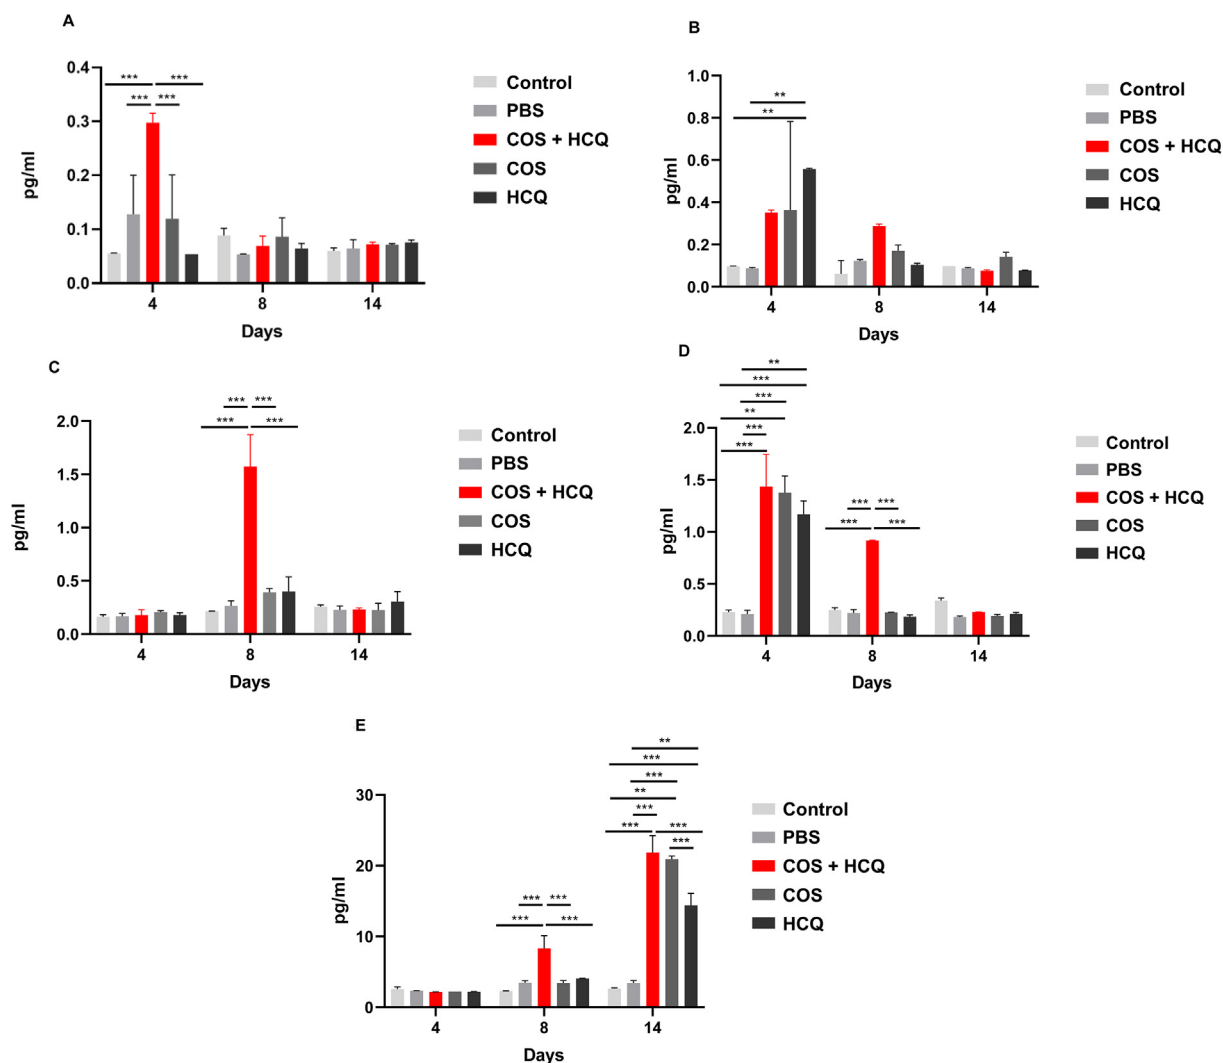 A
0.4
0.3
0.2
0.1
0.0
pg/ml
*** ***
*** ***
4 8 14
Days
Control
PBS
COS + HCQ
COS
HCQ
B
1.0
0.8
0.6
0.4
0.2
0.0
pg/ml
**
**
4 8 14
Days
Control
PBS
COS + HCQ
COS
HCQ
C
2.0
1.5
1.0
0.5
0.0
pg/ml
*** ***
*** ***
4 8 14
Days
Control
PBS
COS + HCQ
COS
HCQ
D
2.0
1.5
1.0
0.5
0.0
pg/ml
**
***
***
**
***
***
*** ***
*** ***
4 8 14
Days
Control
PBS
COS + HCQ
COS
HCQ
E
30
20
10
0
pg/ml
*** ***
*** ***
**
***
***
**
***
*** ***
***
4 8 14
Days
Control
PBS
COS + HCQ
COS
HCQ